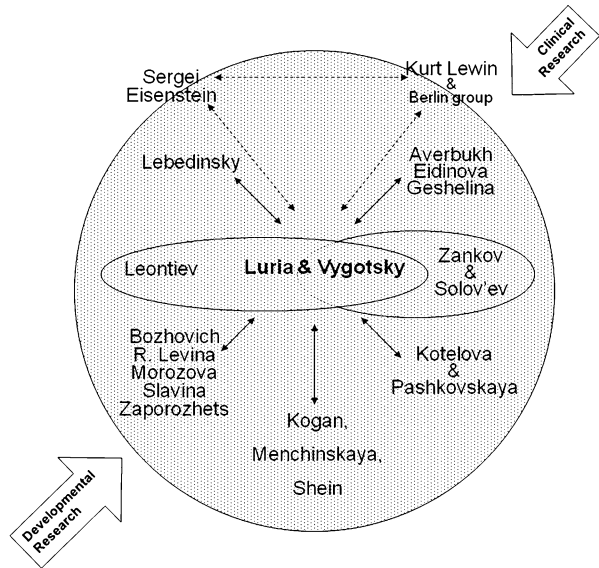 Clinical
Research
Sergei
Eisenstein
Kurt Lewin
&
Berlin group
Lebedinsky
Averbukh
Eidinova
Geshelina
Leontiev
Luria & Vygotsky
Zankov
&
Solov'ev
Bozhovich
R. Levina
Morozova
Slavina
Zaporozhets
Kotelova
&
Pashkovskaya
Kogan,
Menchinskaya,
Shein
Developmental
Research